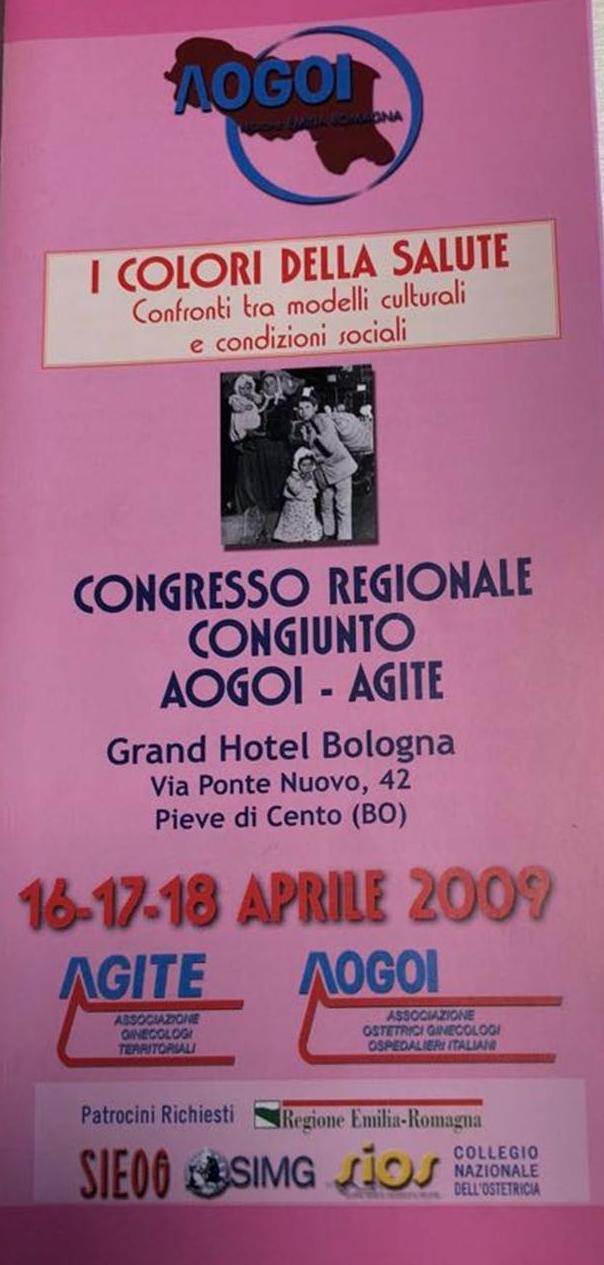 AOGOI
REGIONE EMILIA ROMAGNA
I COLORI DELLA SALUTE
Confronti tra modelli culturali
e condizioni sociali
CONGRESSO REGIONALE
CONGIUNTO
AOGOI - AGITE
Grand Hotel Bologna
Via Ponte Nuovo, 42
Pieve di Cento (BO)
16-17-18 APRILE 2009
AGITE
ASSOCIAZIONE
GINECOLOGI
TERRITORIALI
AOGOI
ASSOCIAZIONE
OSTETRICI GINECOLOGI
OSPEDALIERI ITALIANI
Patrocini Richiesti
Regione Emilia-Romagna
SIEOG
SIMG
sios
COLLEGIO
NAZIONALE
DELL'OSTETRICIA